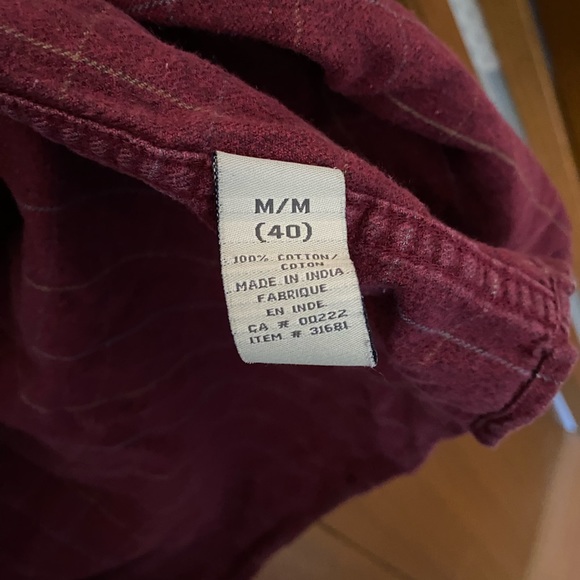 M/M
(40)
100% COTTON/
COTON
MADE IN INDIA
FABRIQUE
EN INDE
CA # 00222
ITEM # 31681